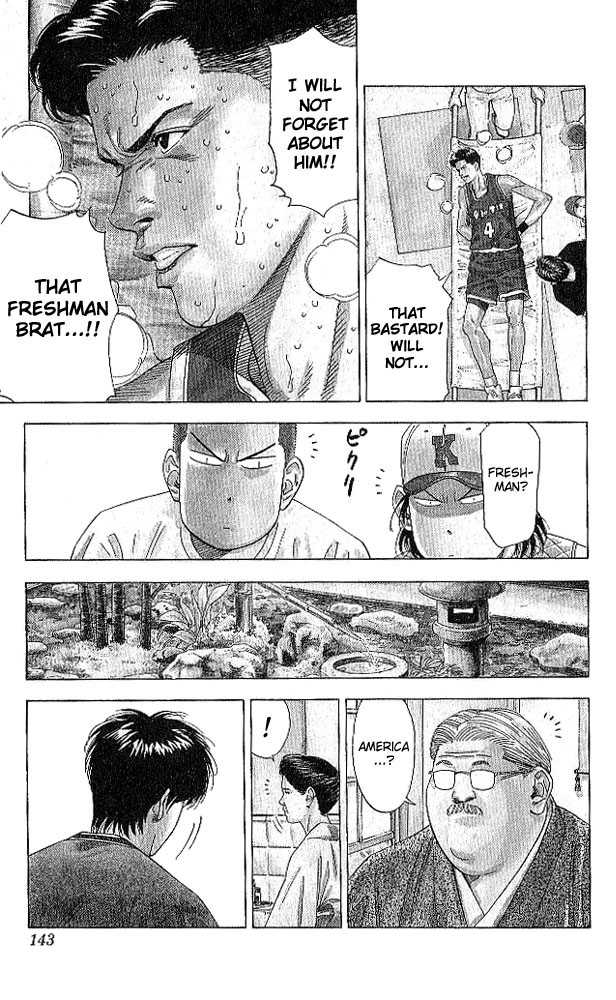 THAT
BASTARD!
WILL
NOT...
4
I WILL
NOT
FORGET
ABOUT
HIM!!
THAT
FRESHMAN
BRAT...!!
FRESH-
MAN?
K
ピクリ
AMERICA
...?
!
143